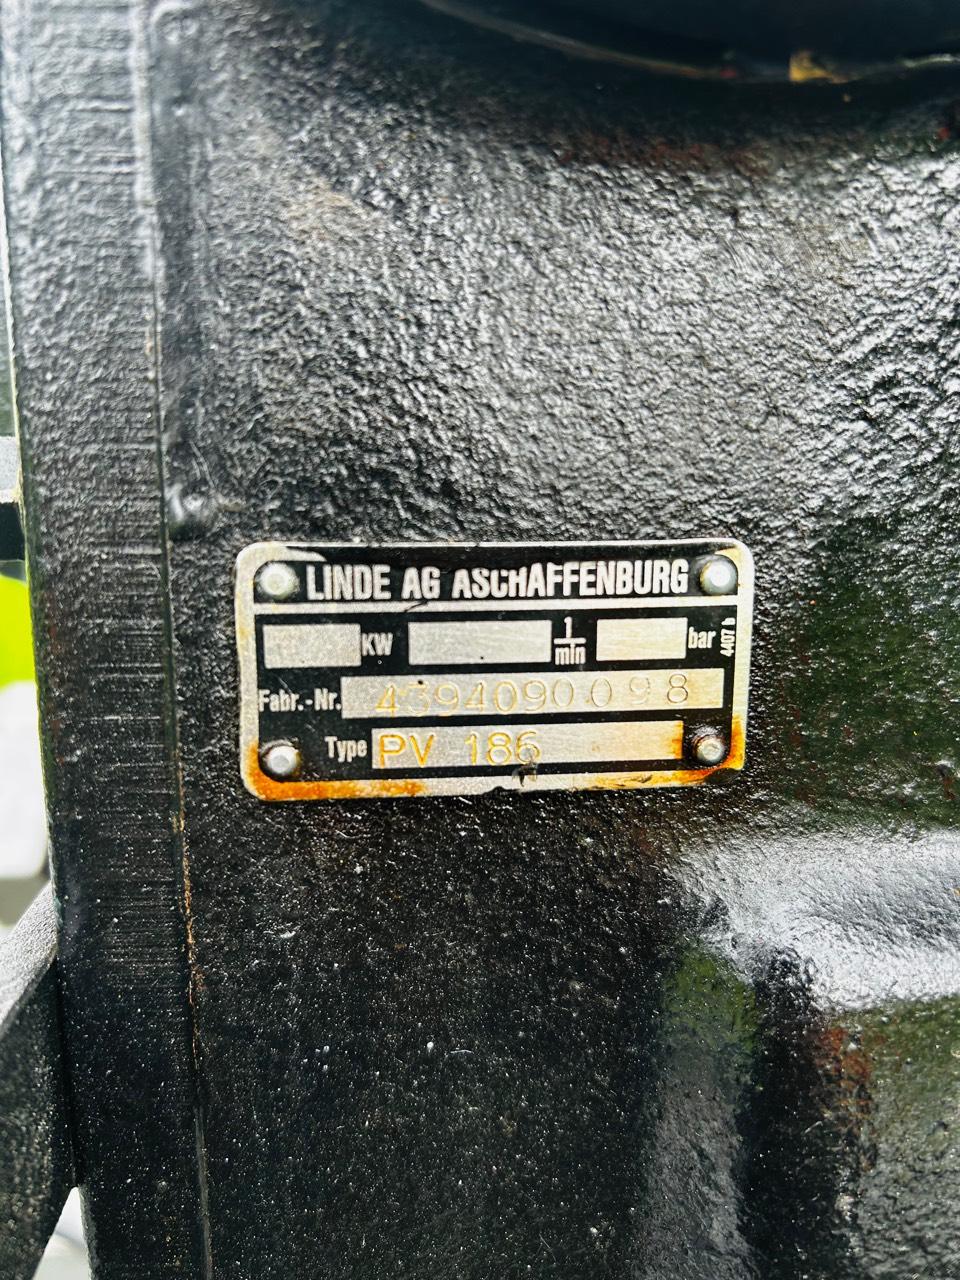 LINDE AG ASCHAFFENBURG
KW 1/min bar 4407 b
Fabr.-Nr. 4394090098
Type PV 186